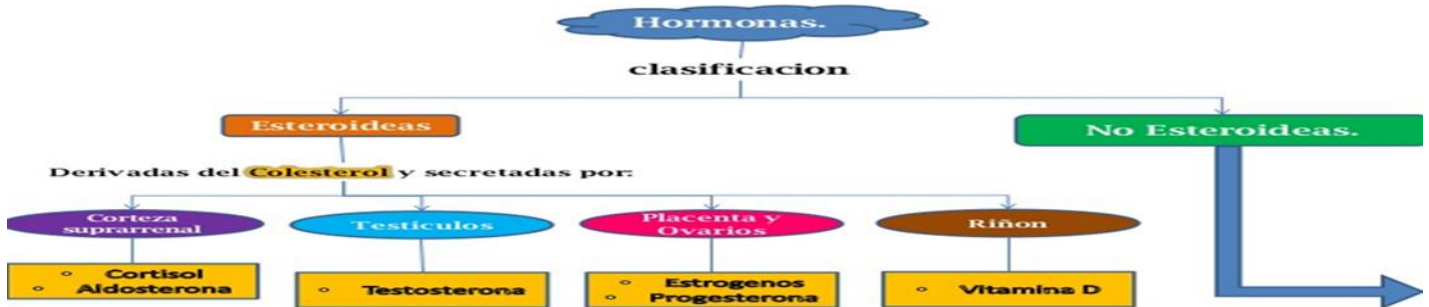 Hormonas.
clasificacion
Esteroideas
No Esteroideas.
Derivadas del Colesterol y secretadas por:
Corteza
suprarrenal
Testiculos
Placenta y
Ovarios
Riñon
◦ Cortisol
◦ Aldosterona
◦ Testosterona
◦ Estrogenos
◦ Progesterona
◦ Vitamina D